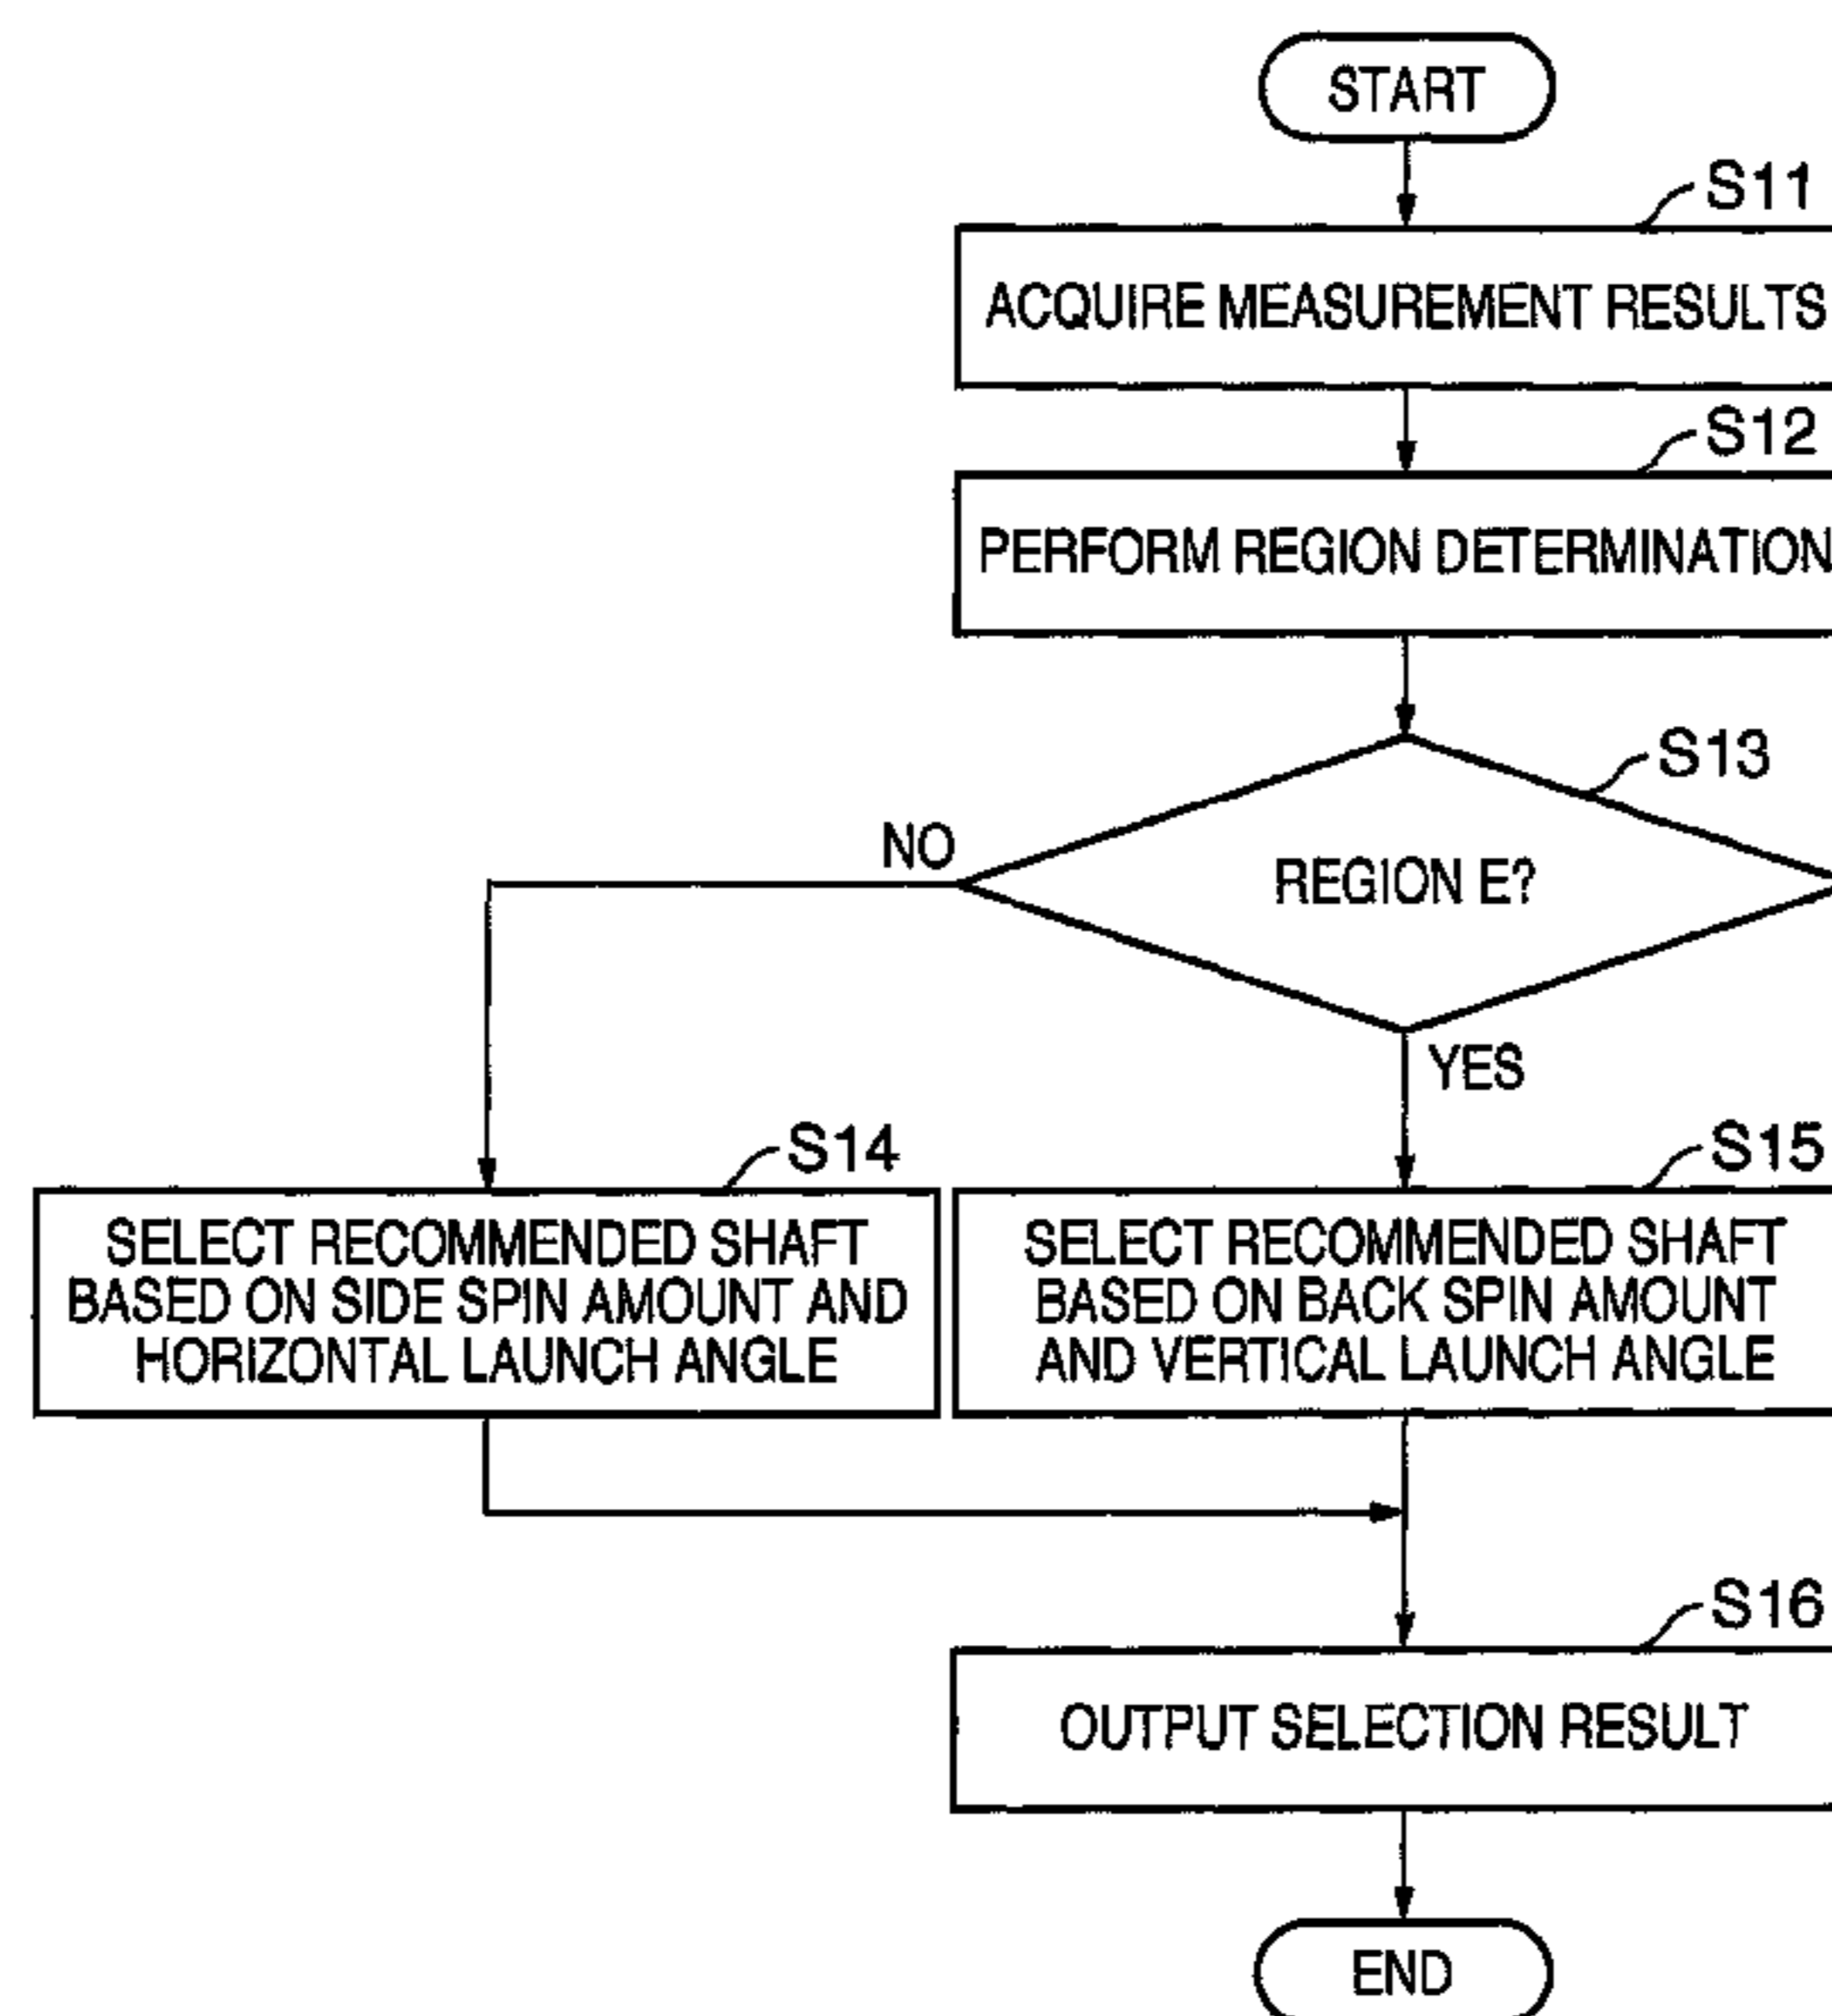 START
S11
ACQUIRE MEASUREMENT RESULTS
S12
PERFORM REGION DETERMINATION
S13
REGION E?
NO
YES
S14
SELECT RECOMMENDED SHAFT
BASED ON SIDE SPIN AMOUNT AND
HORIZONTAL LAUNCH ANGLE
S15
SELECT RECOMMENDED SHAFT
BASED ON BACK SPIN AMOUNT
AND VERTICAL LAUNCH ANGLE
S16
OUTPUT SELECTION RESULT
END